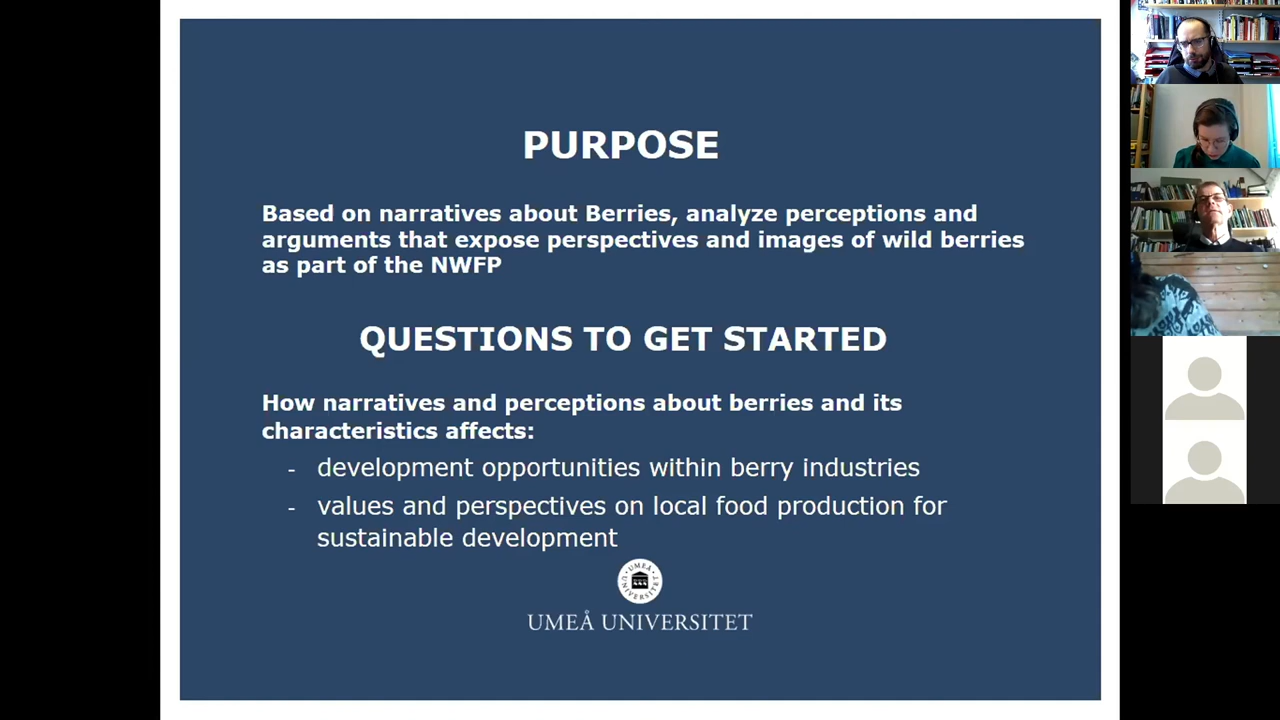 PURPOSE
Based on narratives about Berries, analyze perceptions and
arguments that expose perspectives and images of wild berries
as part of the NWFP
QUESTIONS TO GET STARTED
How narratives and perceptions about berries and its
characteristics affects:
- development opportunities within berry industries
- values and perspectives on local food production for
sustainable development
UMEÅ UNIVERSITET
UMEÅ UNIVERSITET